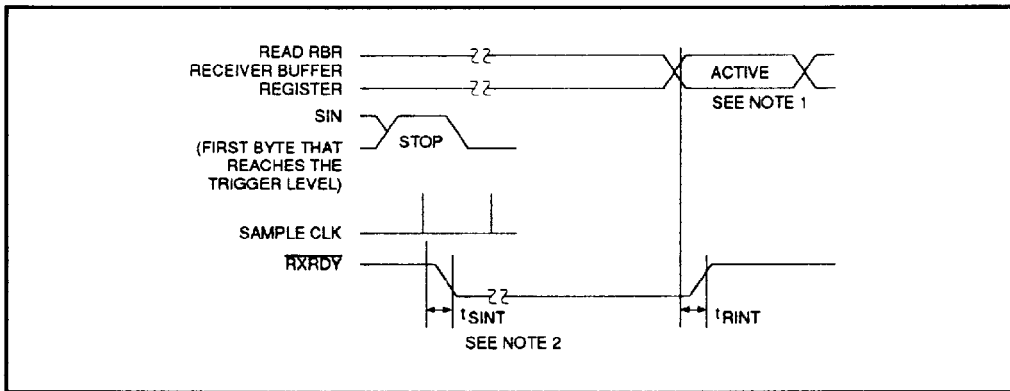 READ RBR
RECEIVER BUFFER
REGISTER
ACTIVE
SEE NOTE 1
SIN
STOP
(FIRST BYTE THAT
REACHES THE
TRIGGER LEVEL)
SAMPLE CLK
RXRDY
tSINT
tRINT
SEE NOTE 2